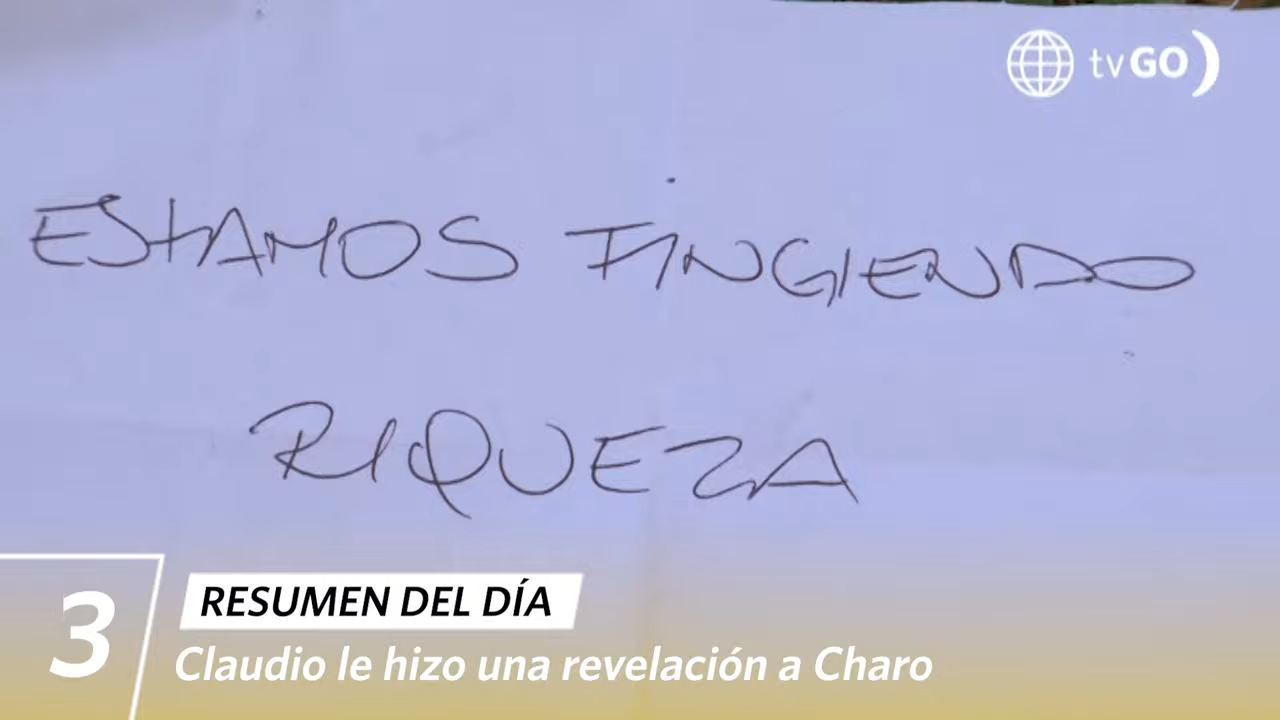 tvGO
ESTAMOS FINGIENDO
RIQUEZA
3
RESUMEN DEL DÍA
Claudio le hizo una revelación a Charo